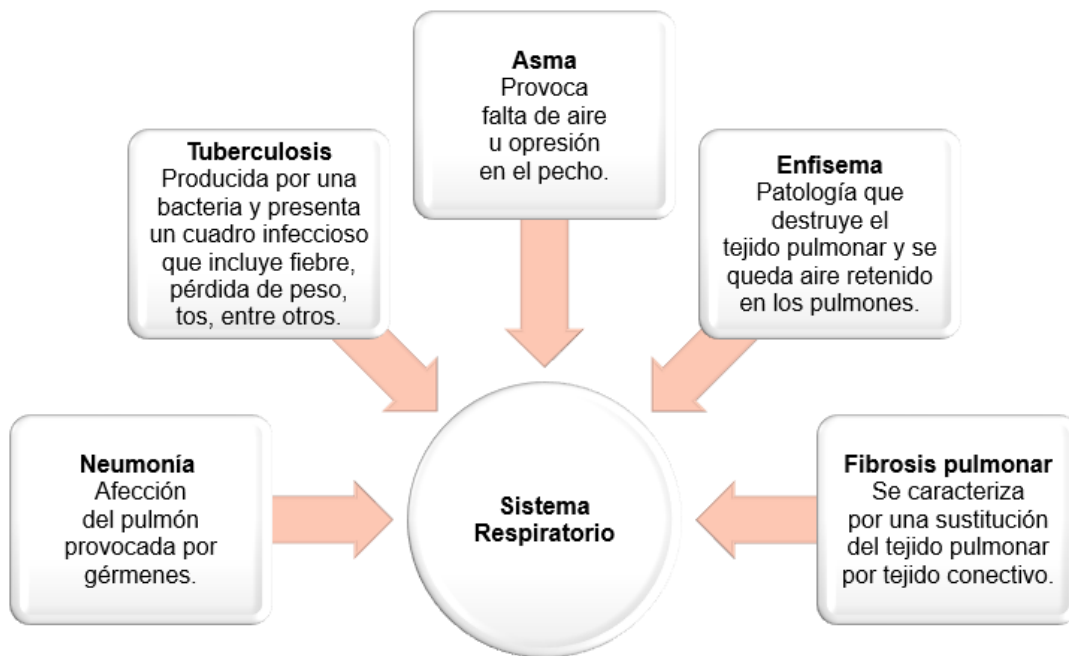 Asma
Provoca
falta de aire
u opresión
en el pecho.
Tuberculosis
Producida por una
bacteria y presenta
un cuadro infeccioso
que incluye fiebre,
pérdida de peso,
tos, entre otros.
Enfisema
Patología que
destruye el
tejido pulmonar y se
queda aire retenido
en los pulmones.
Neumonía
Afección
del pulmón
provocada por
gérmenes.
Sistema
Respiratorio
Fibrosis pulmonar
Se caracteriza
por una sustitución
del tejido pulmonar
por tejido conectivo.